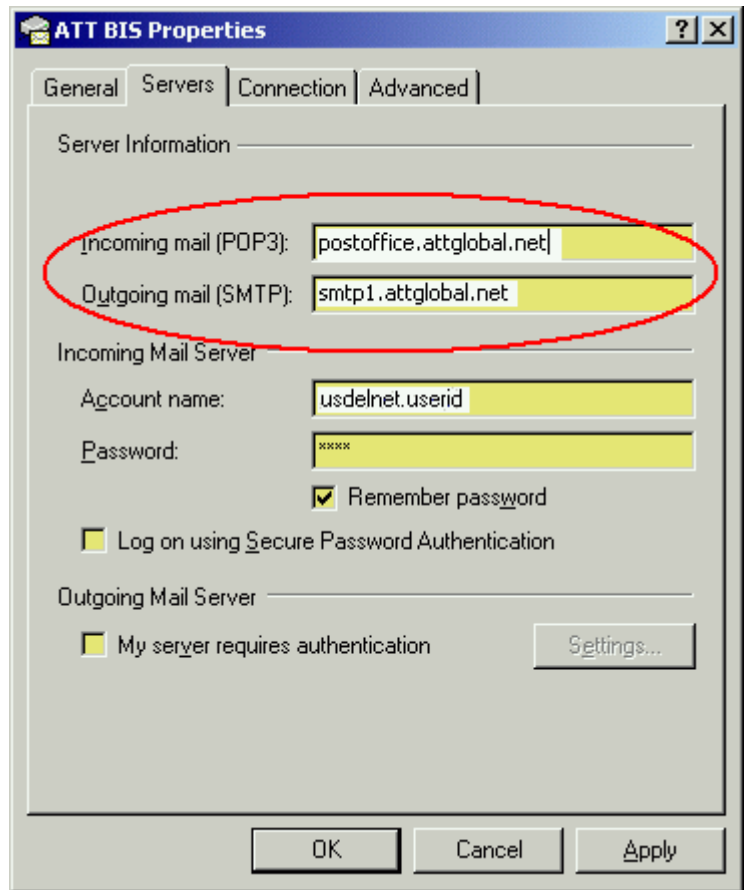 ATT BIS Properties
General Servers Connection Advanced
Server Information
Incoming mail (POP3): postoffice.attglobal.net
Outgoing mail (SMTP): smtp1.attglobal.net
Incoming Mail Server
Account name: usdelnet.userid
Password: ****
Remember password
Log on using Secure Password Authentication
Outgoing Mail Server
My server requires authentication Settings...
OK Cancel Apply